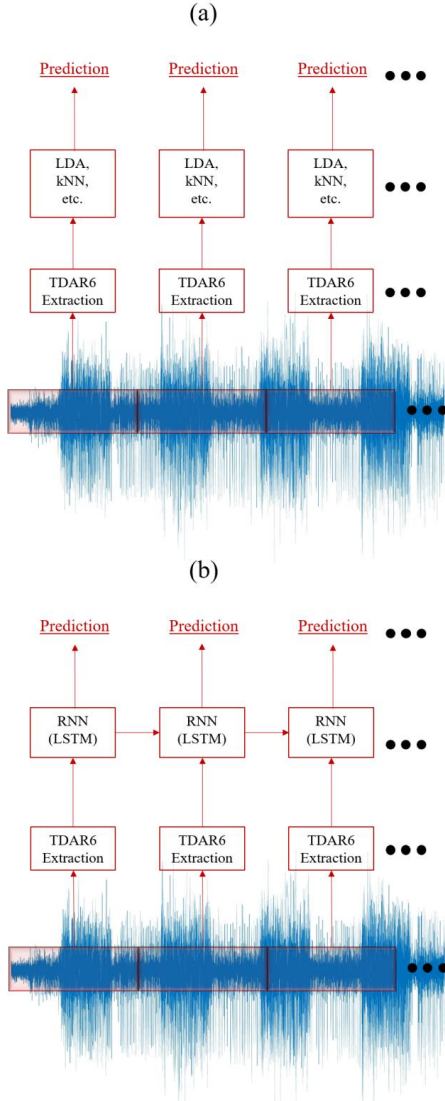 (a)
Prediction Prediction Prediction
LDA, LDA, LDA,
kNN, kNN, kNN,
etc. etc. etc.
TDAR6 TDAR6 TDAR6
Extraction Extraction Extraction
(b)
Prediction Prediction Prediction
RNN RNN RNN
(LSTM) (LSTM) (LSTM)
TDAR6 TDAR6 TDAR6
Extraction Extraction Extraction